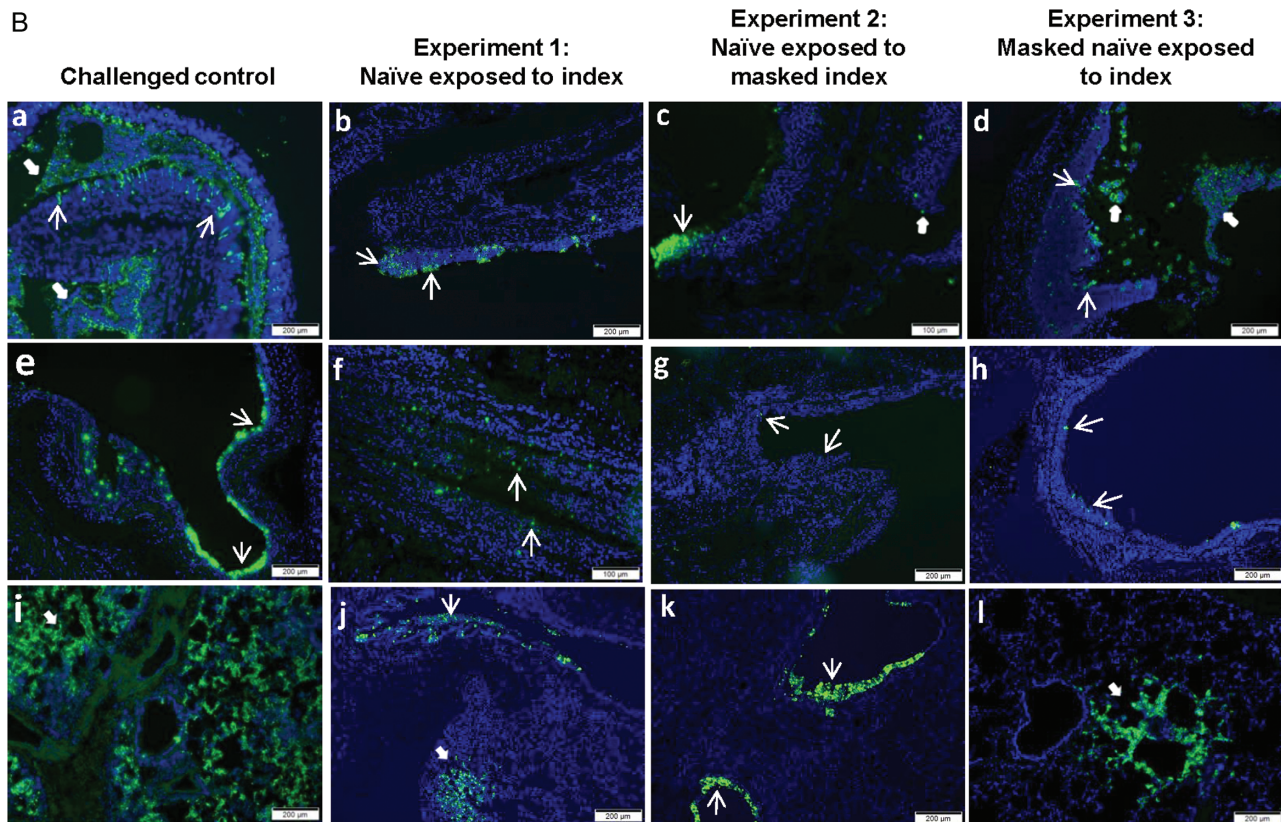 B
Challenged control
Experiment 1:
Naïve exposed to index
Experiment 2:
Naïve exposed to
masked index
Experiment 3:
Masked naïve exposed
to index
a
200 µm
b
200 µm
c
100 µm
d
200 µm
e
200 µm
f
100 µm
g
200 µm
h
200 µm
i
200 µm
j
200 µm
k
200 µm
l
200 µm